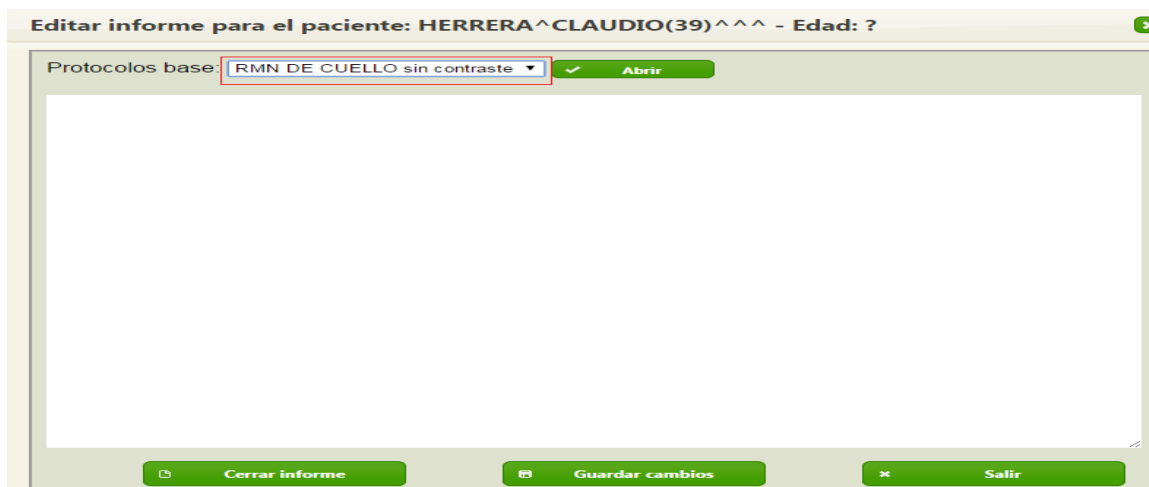 Editar informe para el paciente: HERRERA^CLAUDIO(39)^^^ - Edad: ?
Protocolos base: RMN DE CUELLO sin contraste Abrir
Cerrar informe Guardar cambios Salir